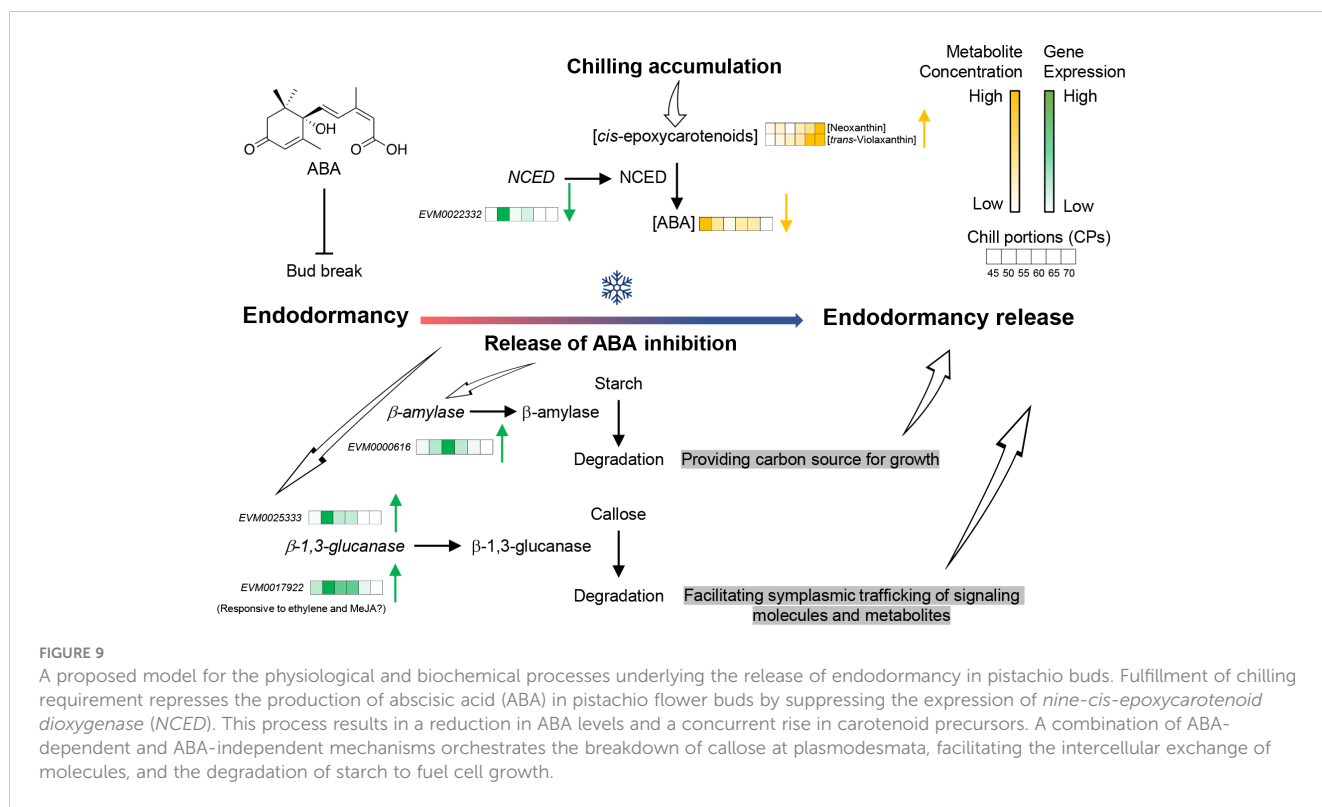 Chilling accumulation
Metabolite
Concentration
Gene
Expression
High
High
Low
Low
Chill portions (CPs)
45 50 55 60 65 70
O
OH
O
OH
ABA
Bud break
[cis-epoxycarotenoids]
[Neoxanthin]
[trans-Violaxanthin]
NCED
NCED
EVM0022332
[ABA]
Endodormancy
Endodormancy release
Release of ABA inhibition
Starch
β-amylase
β-amylase
EVM0000616
Degradation
Providing carbon source for growth
EVM0025333
Callose
β-1,3-glucanase
β-1,3-glucanase
EVM0017922
(Responsive to ethylene and MeJA?)
Degradation
Facilitating symplasmic trafficking of signaling
molecules and metabolites
FIGURE 9
A proposed model for the physiological and biochemical processes underlying the release of endodormancy in pistachio buds. Fulfillment of chilling
requirement represses the production of abscisic acid (ABA) in pistachio flower buds by suppressing the expression of nine-cis-epoxycarotenoid
dioxygenase (NCED). This process results in a reduction in ABA levels and a concurrent rise in carotenoid precursors. A combination of ABA-
dependent and ABA-independent mechanisms orchestrates the breakdown of callose at plasmodesmata, facilitating the intercellular exchange of
molecules, and the degradation of starch to fuel cell growth.